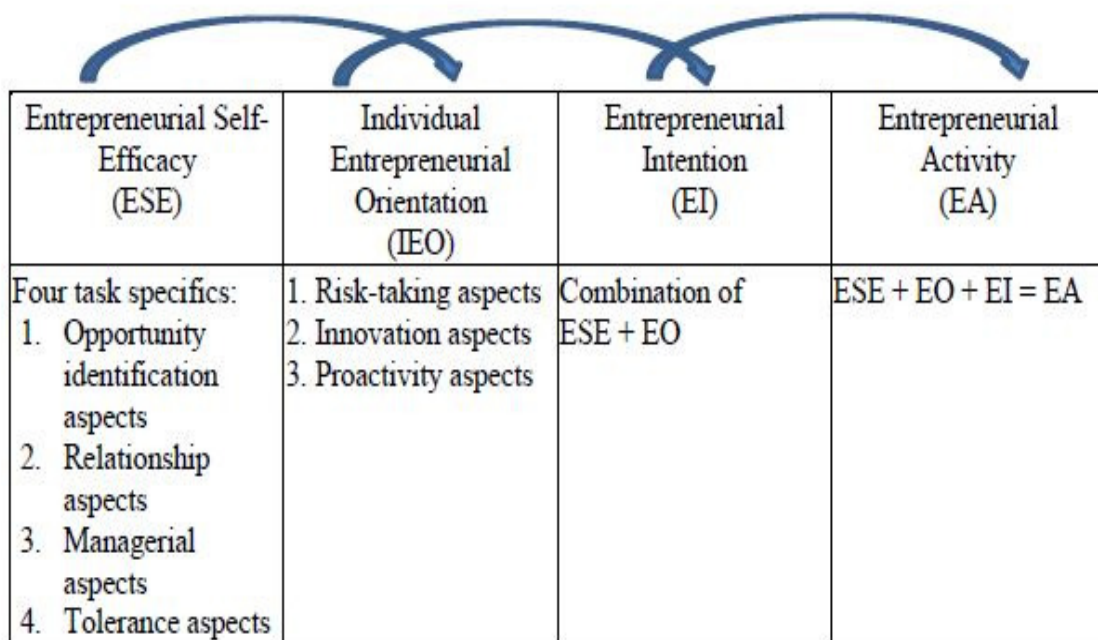 Entrepreneurial Self-
Efficacy
(ESE)
Individual
Entrepreneurial
Orientation
(IEO)
Entrepreneurial
Intention
(EI)
Entrepreneurial
Activity
(EA)
Four task specifics:
1. Opportunity
identification
aspects
2. Relationship
aspects
3. Managerial
aspects
4. Tolerance aspects
1. Risk-taking aspects
2. Innovation aspects
3. Proactivity aspects
Combination of
ESE + EO
ESE + EO + EI = EA